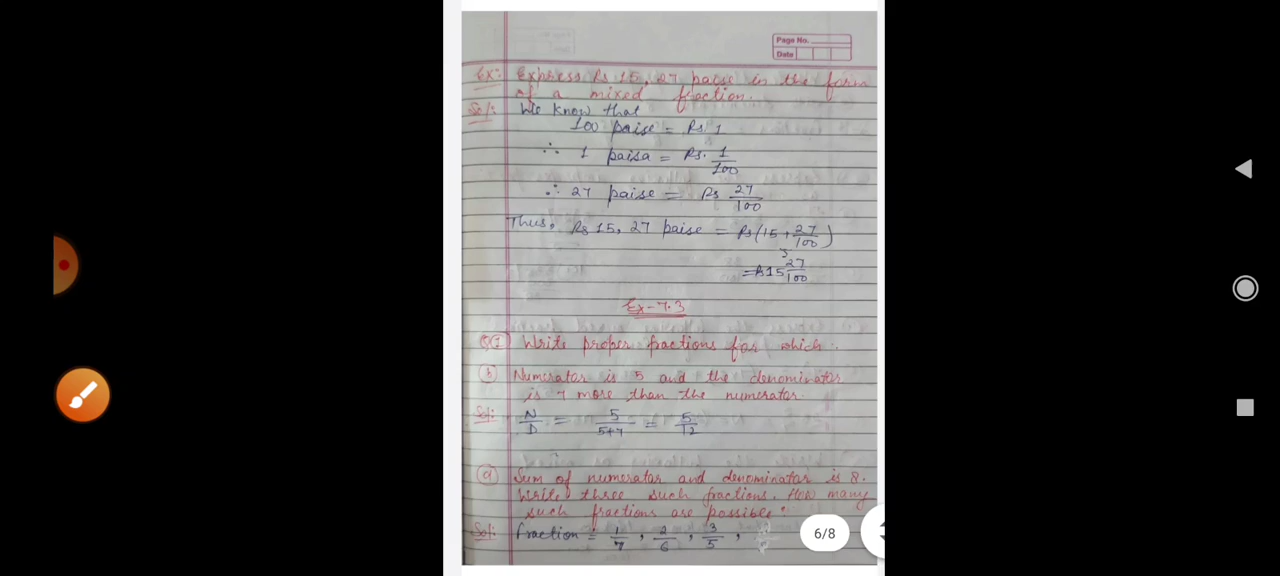 Page No.
Date
Ex: Express Rs 15, 27 paise in the form
of a mixed fraction.
Sol: We know that
100 paise = Rs. 1
∴ 1 paisa = Rs. 1/100
∴ 27 paise = Rs 27/100
Thus, Rs 15, 27 paise = Rs (15 + 27/100)
= Rs 15 27/100
Ex-7.3
Q1 Write proper fractions for which.
b Numerator is 5 and the denominator
is 7 more than the numerator.
Sol: N/D = 5/5+7 = 5/12
d Sum of numerator and denominator is 8.
Write three such fractions. How many
such fractions are possible?
Sol: fraction = 1/7, 2/6, 3/5,
6/8